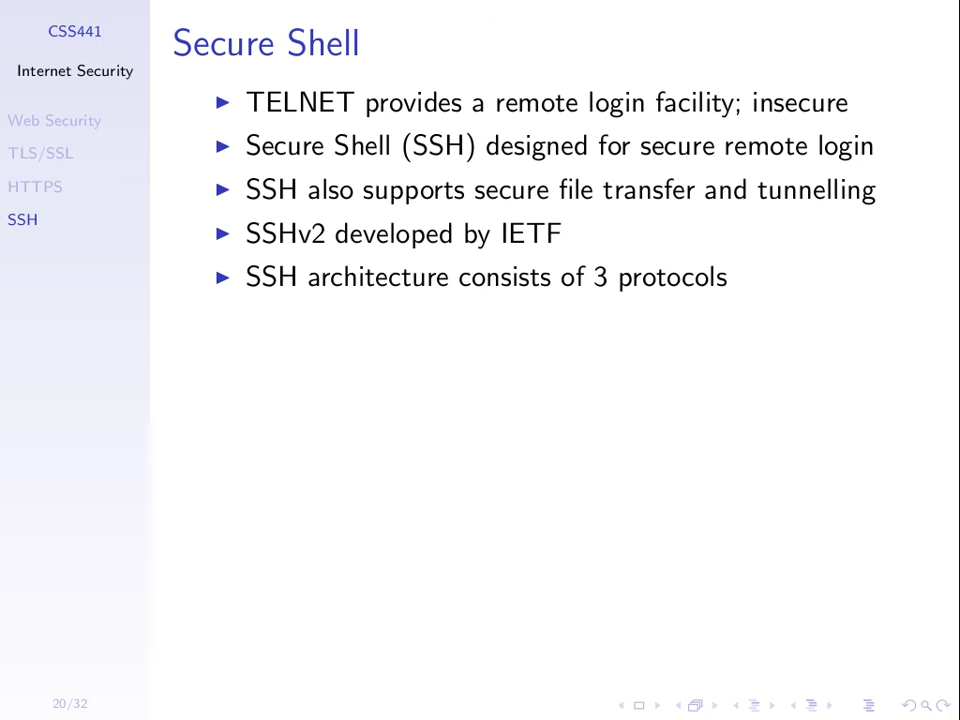 CSS441
Internet Security
Web Security
TLS/SSL
HTTPS
SSH
20/32
Secure Shell
TELNET provides a remote login facility; insecure
Secure Shell (SSH) designed for secure remote login
SSH also supports secure file transfer and tunnelling
SSHv2 developed by IETF
SSH architecture consists of 3 protocols